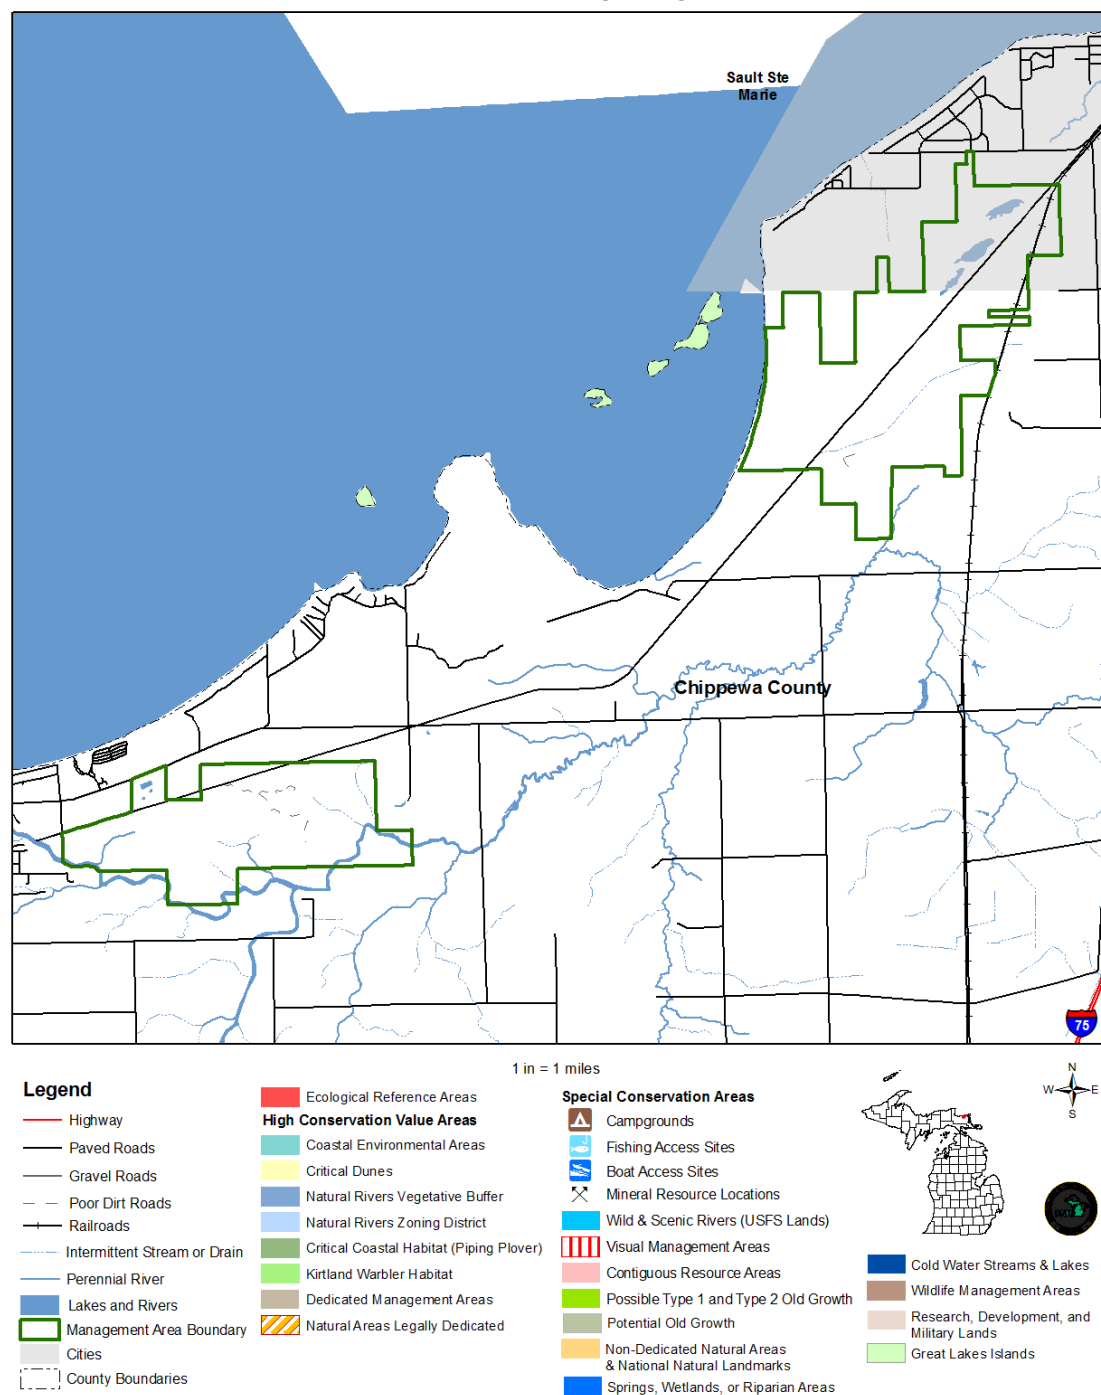 Sault Ste
Marie
Chippewa County
75
1 in = 1 miles
Legend
Highway
Paved Roads
Gravel Roads
Poor Dirt Roads
Railroads
Intermittent Stream or Drain
Perennial River
Lakes and Rivers
Management Area Boundary
Cities
County Boundaries
Ecological Reference Areas
High Conservation Value Areas
Coastal Environmental Areas
Critical Dunes
Natural Rivers Vegetative Buffer
Natural Rivers Zoning District
Critical Coastal Habitat (Piping Plover)
Kirtland Warbler Habitat
Dedicated Management Areas
Natural Areas Legally Dedicated
Special Conservation Areas
Campgrounds
Fishing Access Sites
Boat Access Sites
Mineral Resource Locations
Wild & Scenic Rivers (USFS Lands)
Visual Management Areas
Contiguous Resource Areas
Possible Type 1 and Type 2 Old Growth
Potential Old Growth
Non-Dedicated Natural Areas
& National Natural Landmarks
Springs, Wetlands, or Riparian Areas
N
W E
S
Cold Water Streams & Lakes
Wildlife Management Areas
Research, Development, and
Military Lands
Great Lakes Islands